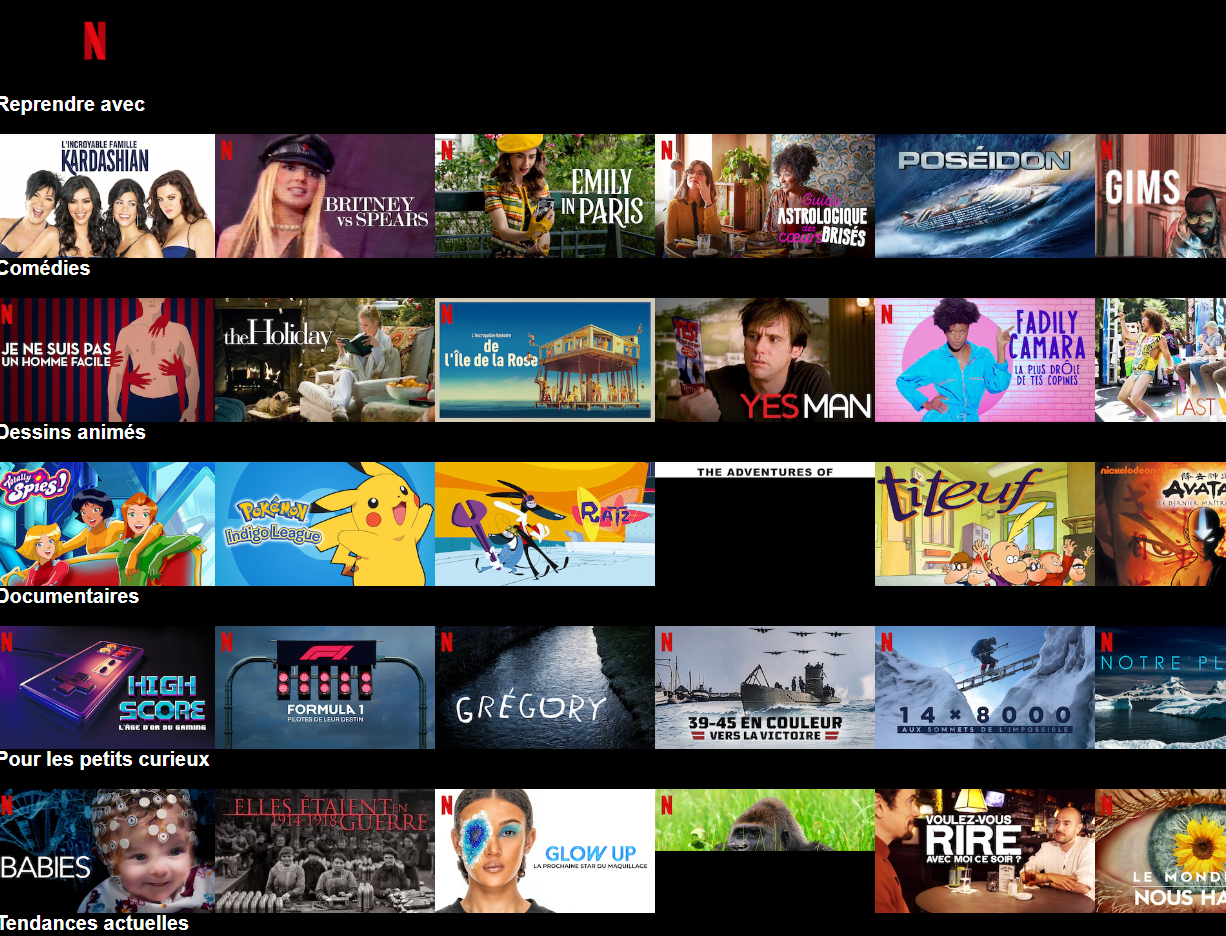 N
Reprendre avec
L'INCROYABLE FAMILLE
KARDASHIAN
N
BRITNEY
VS SPEARS
N
EMILY
IN PARIS
N
Guide
ASTROLOGIQUE
des
CŒURS BRISÉS
POSÉIDON
N
GIMS
Comédies
N
JE NE SUIS PAS
UN HOMME FACILE
the Holiday
N
L'incroyable histoire
de
l'Île de la Rose
YES!
YES MAN
N
FADILY
CAMARA
LA PLUS DRÔLE
DE TES COPINES
LAST
Dessins animés
Totally
Spies!
POKÉMON
Indigo League
RATZ
THE ADVENTURES OF
titeuf
nickelodeon
AVATA
LE DERNIER MAÎTR
Documentaires
N
HIGH
SCORE
L'ÂGE D'OR DU GAMING
N
F1
FORMULA 1
PILOTES DE LEUR DESTIN
N
GRÉGORY
N
39-45 EN COULEUR
VERS LA VICTOIRE
N
14 × 8000
AUX SOMMETS DE L'IMPOSSIBLE
N
NOTRE PL
Pour les petits curieux
N
BABIES
ELLES ÉTAIENT EN
1914-1918 GUERRE
N
GLOW UP
LA PROCHAINE STAR DU MAQUILLAGE
N
VOULEZ-VOUS
RIRE
AVEC MOI CE SOIR ?
N
LE MOND
NOUS HA
Tendances actuelles